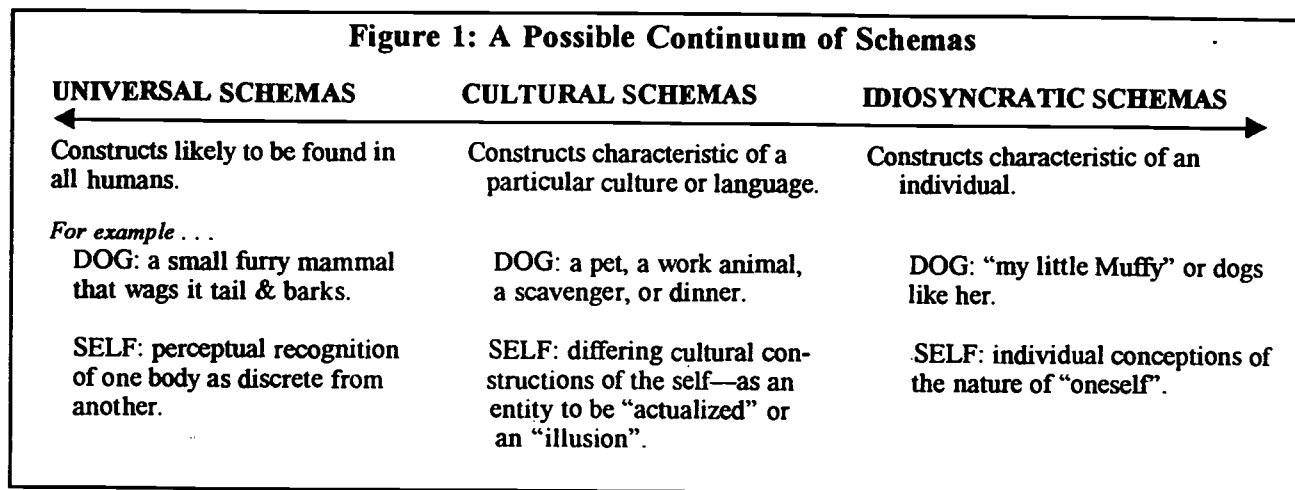 Figure 1: A Possible Continuum of Schemas
UNIVERSAL SCHEMAS
Constructs likely to be found in
all humans.
For example . . .
DOG: a small furry mammal
that wags it tail & barks.
SELF: perceptual recognition
of one body as discrete from
another.
CULTURAL SCHEMAS
Constructs characteristic of a
particular culture or language.
DOG: a pet, a work animal,
a scavenger, or dinner.
SELF: differing cultural con-
structions of the self—as an
entity to be “actualized” or
an “illusion”.
IDIOSYNCRATIC SCHEMAS
Constructs characteristic of an
individual.
DOG: “my little Muffy” or dogs
like her.
SELF: individual conceptions of
the nature of “oneself”.